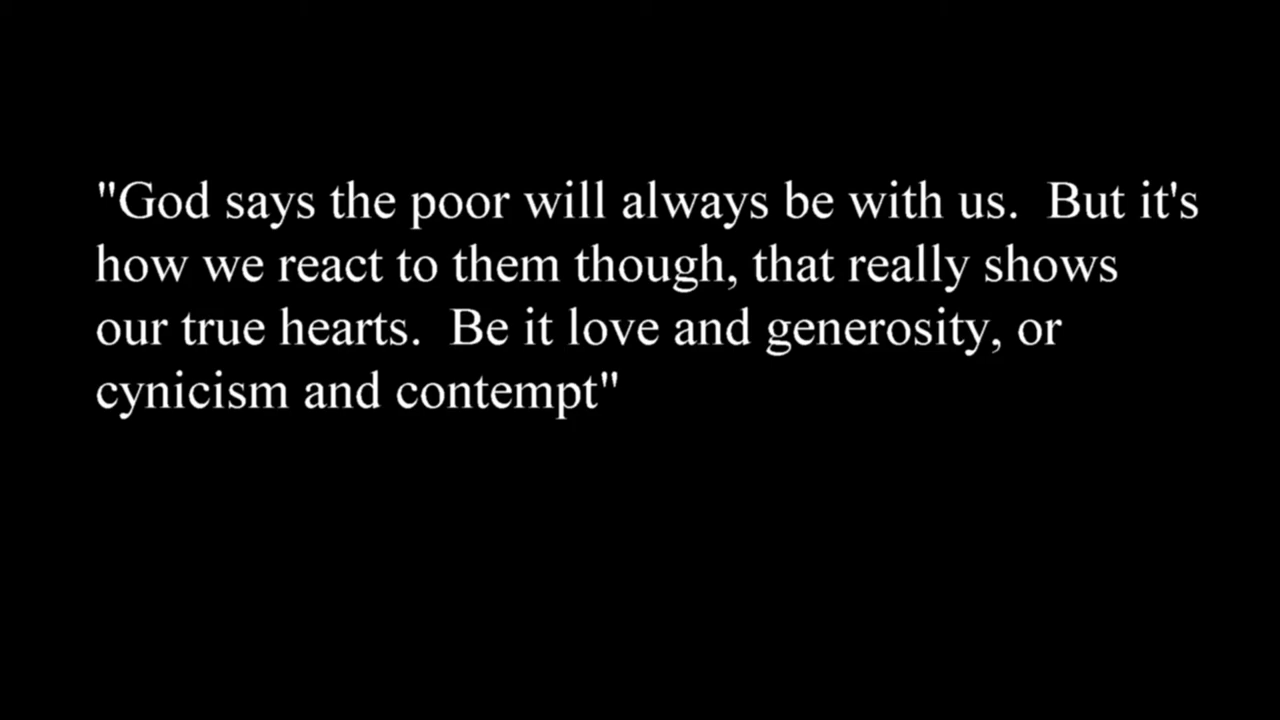 "God says the poor will always be with us.  But it's
how we react to them though, that really shows
our true hearts.  Be it love and generosity, or
cynicism and contempt"